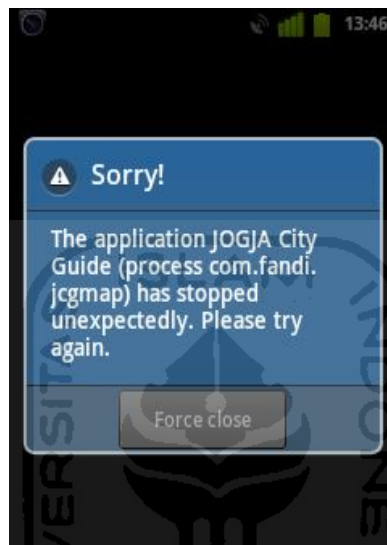 13:46
Sorry!
The application JOGJA City
Guide (process com.fandi.
jcgmap) has stopped
unexpectedly. Please try
again.
Force close
ISLAM